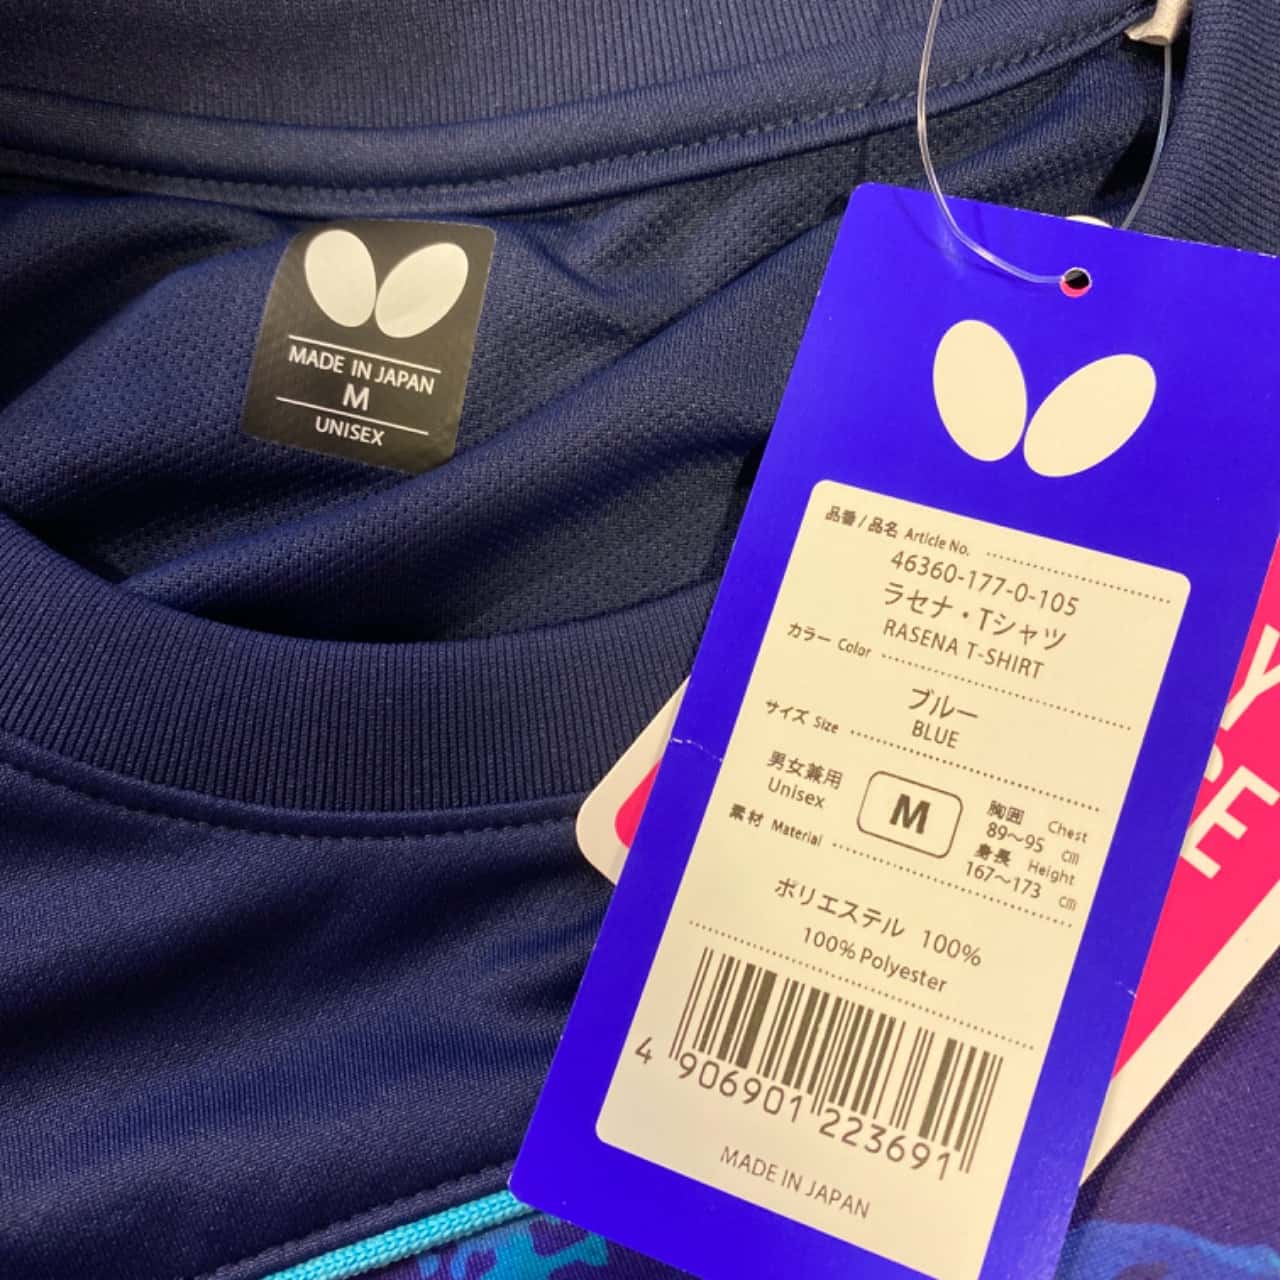 MADE IN JAPAN
M
UNISEX
品番/品名 Article No.
46360-177-0-105
ラセナ・Tシャツ
RASENA T-SHIRT
カラー Color
ブルー
BLUE
サイズ Size
男女兼用
Unisex
M
胸囲 Chest
89〜95 cm
身長 Height
167〜173 cm
素材 Material
ポリエステル 100%
100% Polyester
4 906901 223691
MADE IN JAPAN